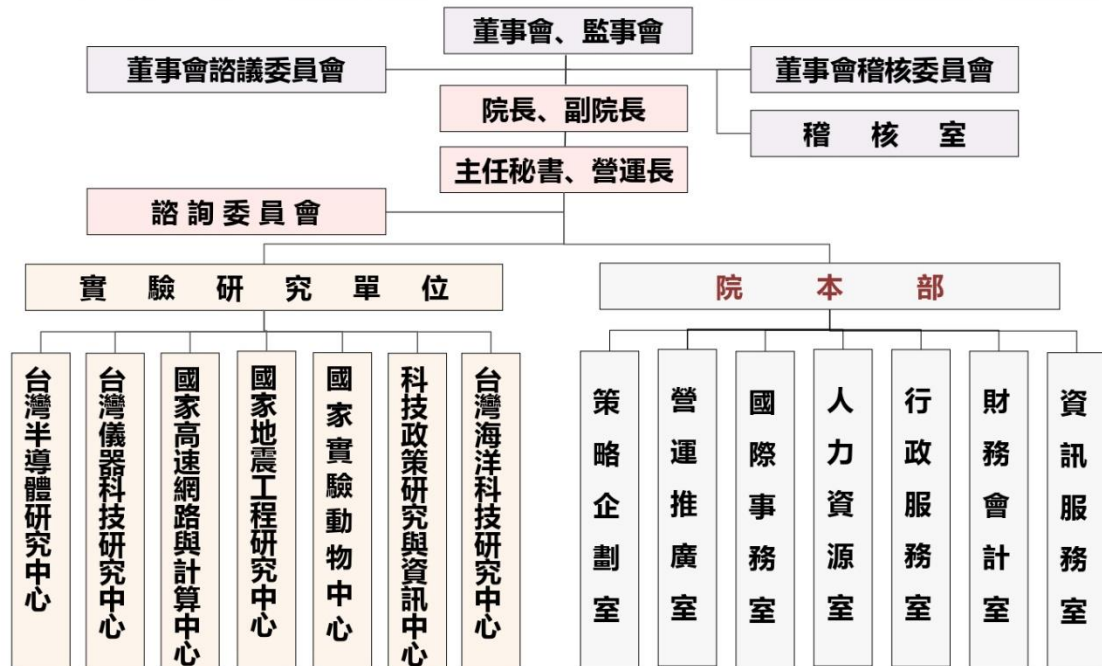 董事會、監事會
董事會諮議委員會
董事會稽核委員會
院長、副院長
稽核室
主任秘書、營運長
諮詢委員會
實驗研究單位
院本部
台灣半導體研究中心
台灣儀器科技研究中心
國家高速網路與計算中心
國家地震工程研究中心
國家實驗動物中心
科技政策研究與資訊中心
台灣海洋科技研究中心
策略企劃室
營運推廣室
國際事務室
人力資源室
行政服務室
財務會計室
資訊服務室